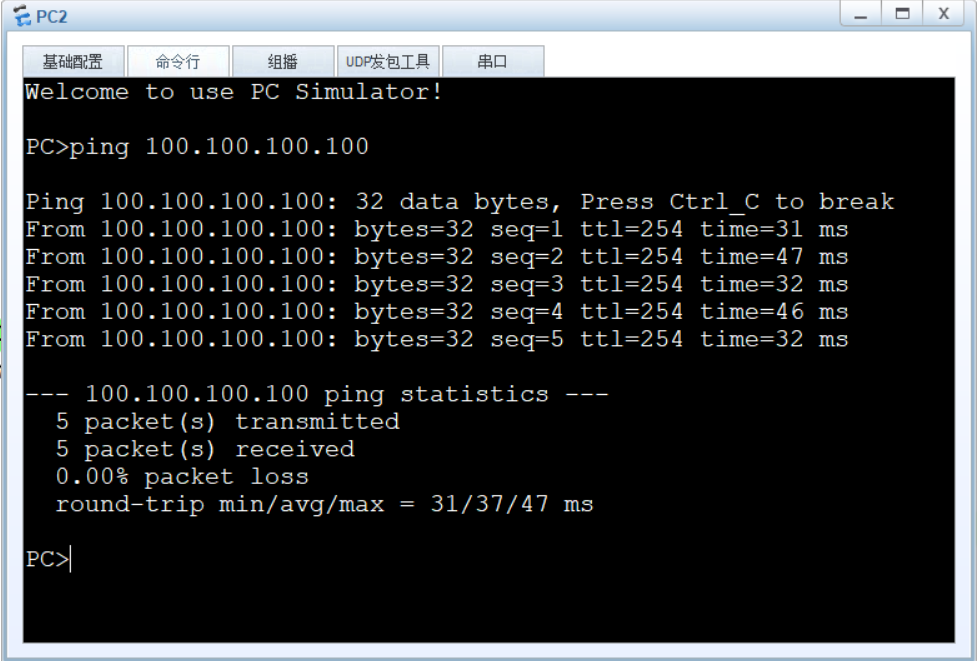 PC2
X
基础配置 命令行 组播 UDP发包工具 串口
Welcome to use PC Simulator!
PC>ping 100.100.100.100
Ping 100.100.100.100: 32 data bytes, Press Ctrl_C to break
From 100.100.100.100: bytes=32 seq=1 ttl=254 time=31 ms
From 100.100.100.100: bytes=32 seq=2 ttl=254 time=47 ms
From 100.100.100.100: bytes=32 seq=3 ttl=254 time=32 ms
From 100.100.100.100: bytes=32 seq=4 ttl=254 time=46 ms
From 100.100.100.100: bytes=32 seq=5 ttl=254 time=32 ms
--- 100.100.100.100 ping statistics ---
5 packet(s) transmitted
5 packet(s) received
0.00% packet loss
round-trip min/avg/max = 31/37/47 ms
PC>